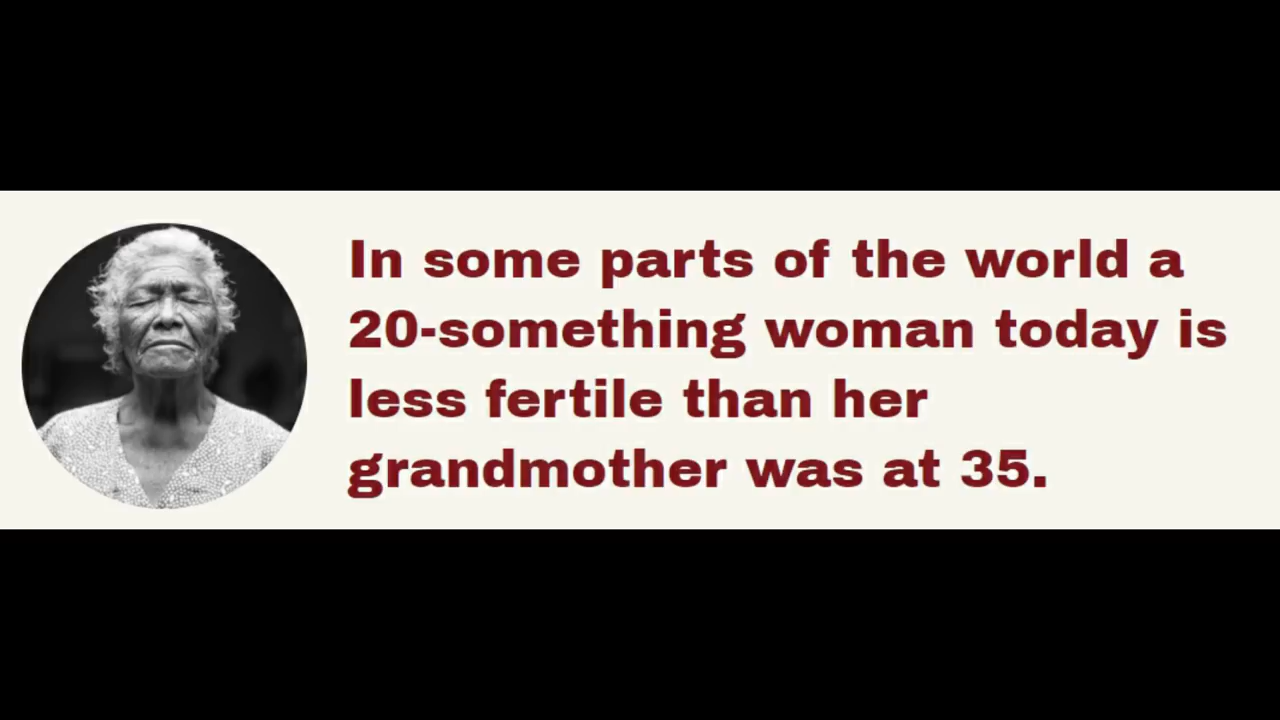 In some parts of the world a
20-something woman today is
less fertile than her
grandmother was at 35.